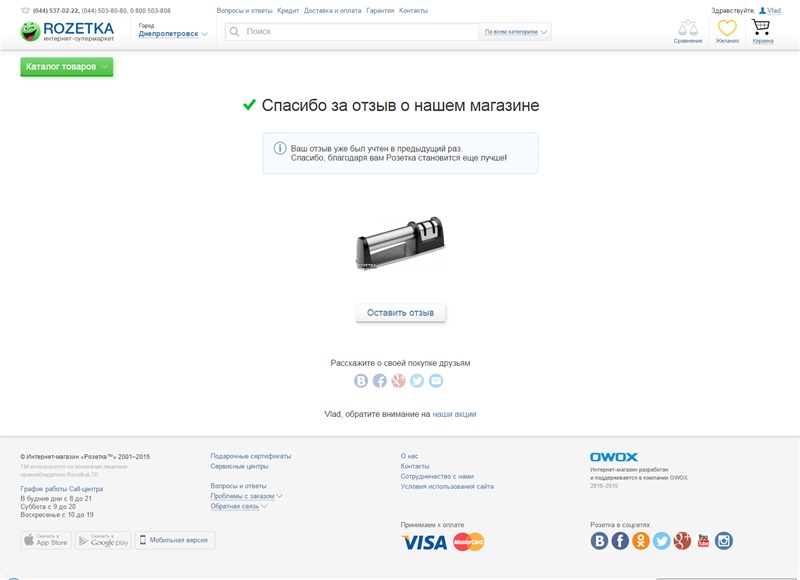 (044) 537-02-22, (044) 503-80-80, 0 800 503-808
Вопросы и ответы Кредит Доставка и оплата Гарантия Контакты
Здравствуйте, Vlad
ROZETKA
интернет-супермаркет
Город
Днепропетровск
Поиск
По всем категориям
Сравнение
Желания
Корзина
Каталог товаров
Спасибо за отзыв о нашем магазине
Ваш отзыв уже был учтен в предыдущий раз.
Спасибо, благодаря вам Розетка становится еще лучше!
Оставить отзыв
Расскажите о своей покупке друзьям
Vlad, обратите внимание на наши акции
© Интернет-магазин «Розетка™» 2001–2015
TM используется на основании лицензии
правообладателя RozetkaLTD
График работы Call-центра
В будние дни с 8 до 21
Суббота с 9 до 20
Воскресенье с 10 до 19
Скачать в
App Store
Скачать в
Google play
Мобильная версия
Подарочные сертификаты
Сервисные центры
Вопросы и ответы
Проблемы с заказом
Обратная связь
О нас
Контакты
Сотрудничество с нами
Условия использования сайта
Принимаем к оплате
VISA
MasterCard
OWOX
Интернет-магазин разработан
и поддерживается в компании OWOX
2010–2015
Розетка в соцсетях